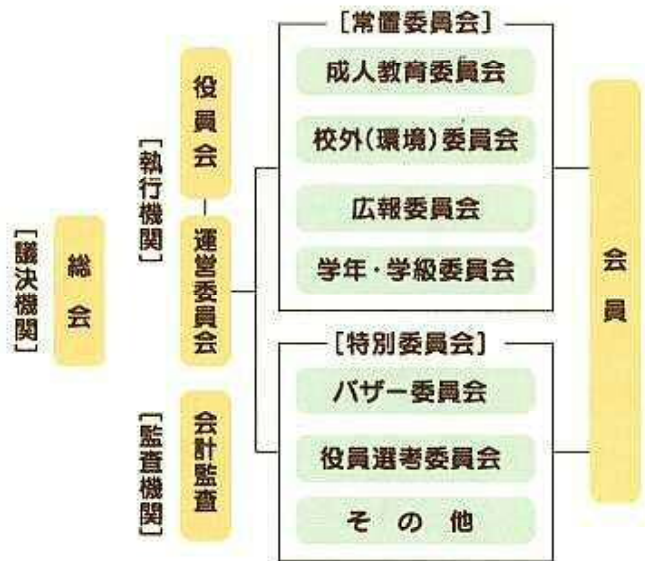 [議決機関]
総会
[執行機関]
役員会
運営委員会
[監査機関]
会計監査
[常置委員会]
成人教育委員会
校外(環境)委員会
広報委員会
学年・学級委員会
[特別委員会]
バザー委員会
役員選考委員会
その他
会員